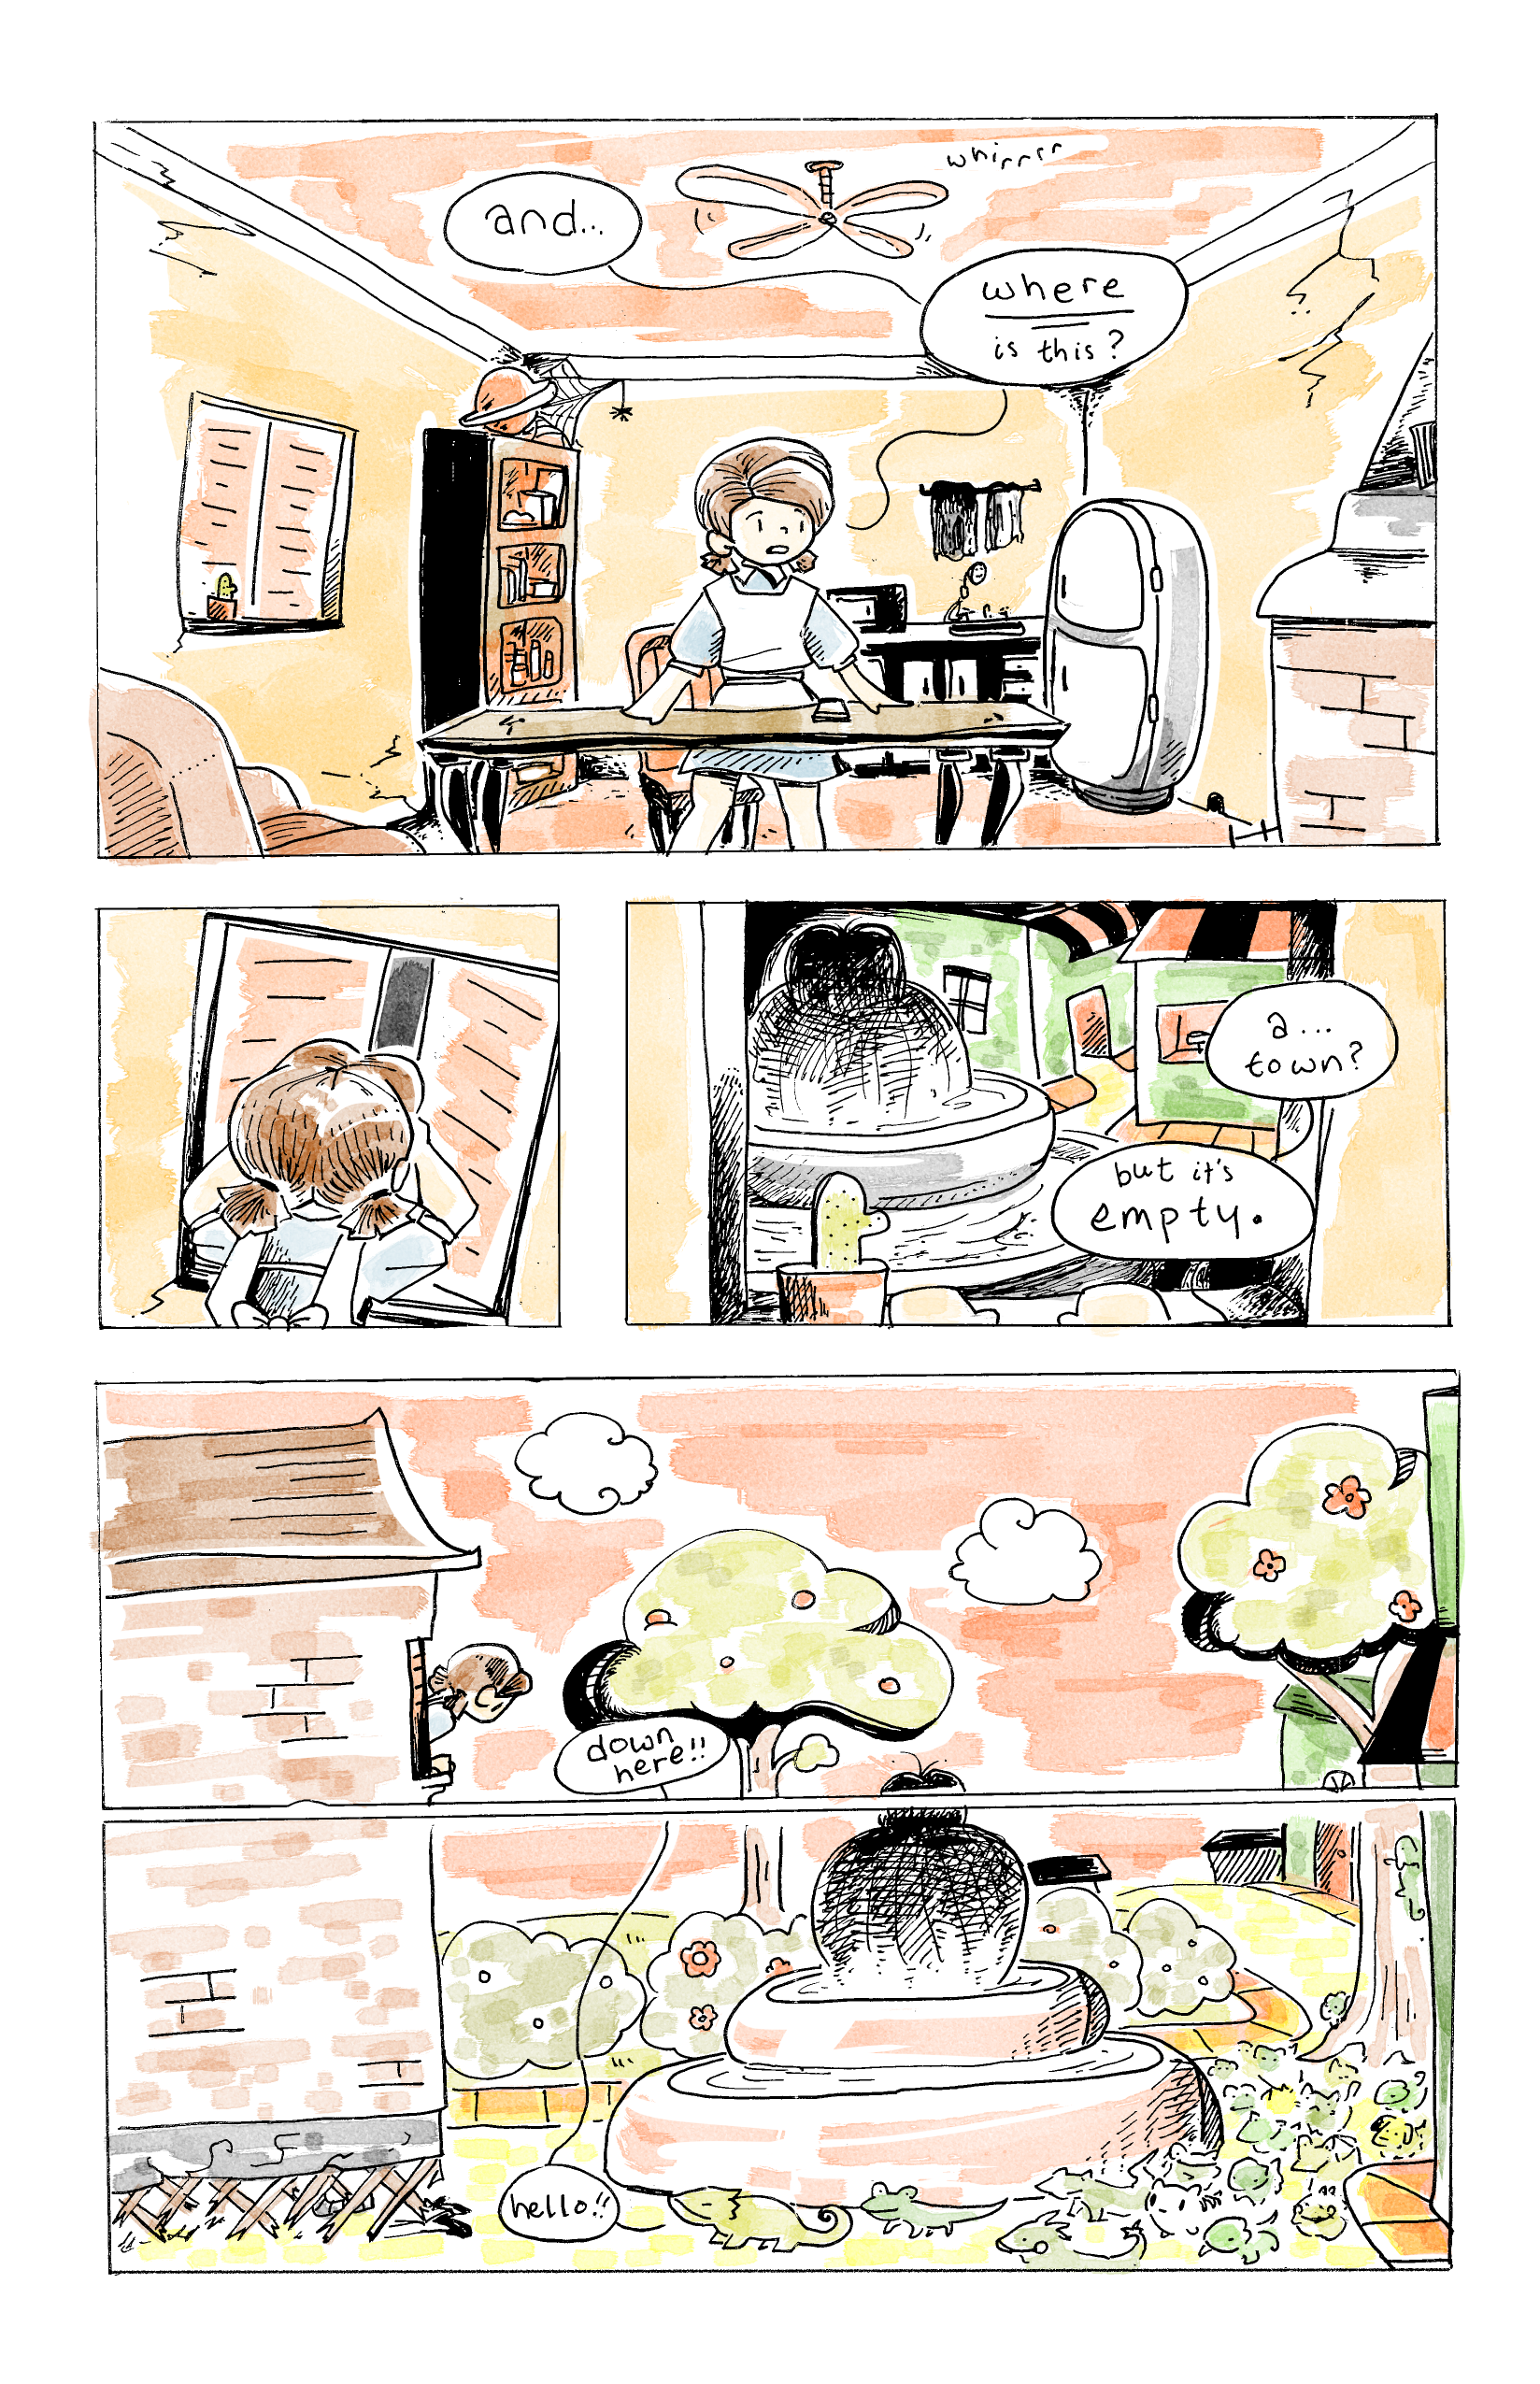 and...
whirrrr
where
is this?
a...
town?
but it's
empty.
down
here!!
hello!!